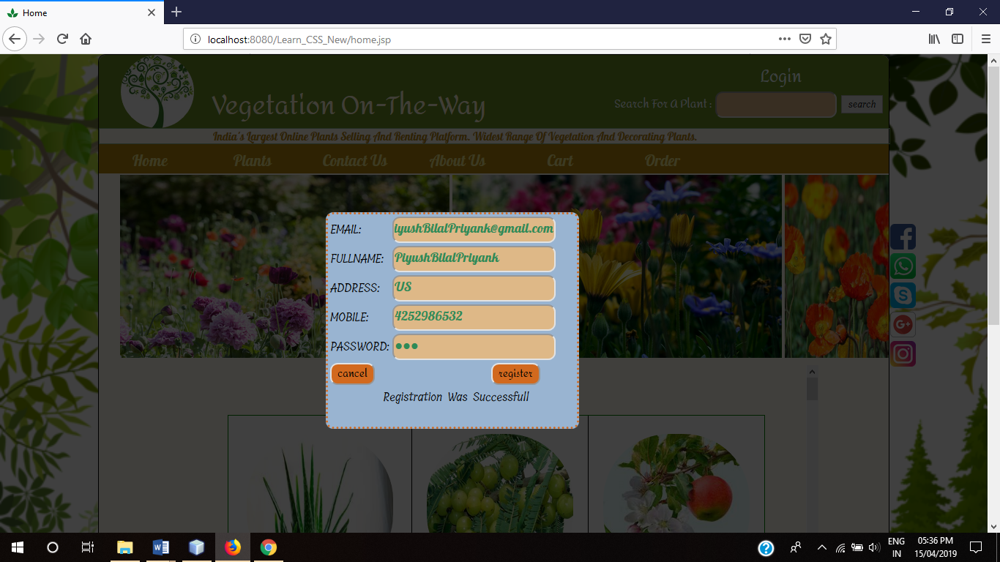 Home
localhost:8080/Learn_CSS_New/home.jsp
Login
Vegetation On-The-Way
Search For A Plant :
search
India's Largest Online Plants Selling And Renting Platform. Widest Range Of Vegetation And Decorating Plants.
Home Plants Contact Us About Us Cart Order
EMAIL: iyushBilalPriyank@gmail.com
FULLNAME: PiyushBilalPriyank
ADDRESS: US
MOBILE: 4252986532
PASSWORD: ●●●
cancel register
Registration Was Successfull
ENG 05:36 PM
IN 15/04/2019